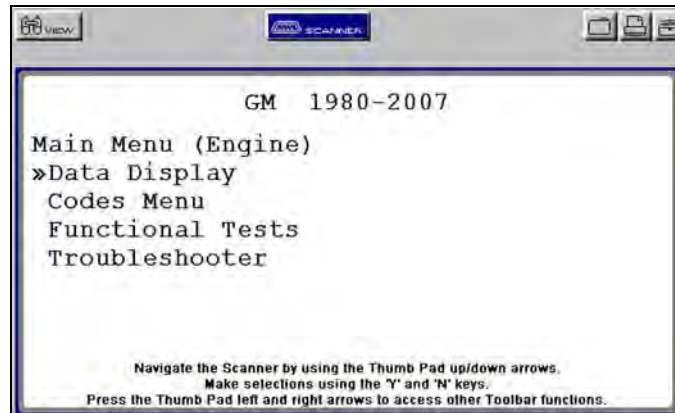 VIEW
SCANNER
GM 1980-2007
Main Menu (Engine)
»Data Display
Codes Menu
Functional Tests
Troubleshooter
Navigate the Scanner by using the Thumb Pad up/down arrows.
Make selections using the 'Y' and 'N' keys.
Press the Thumb Pad left and right arrows to access other Toolbar functions.